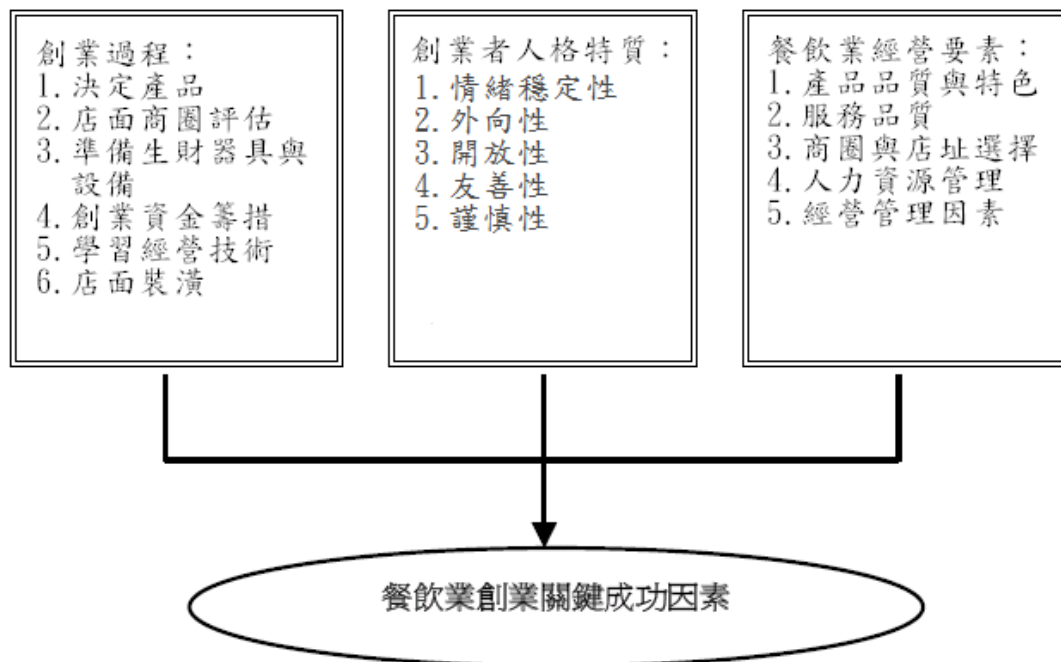 創業過程：
1.決定產品
2.店面商圈評估
3.準備生財器具與
設備
4.創業資金籌措
5.學習經營技術
6.店面裝潢
創業者人格特質：
1.情緒穩定性
2.外向性
3.開放性
4.友善性
5.謹慎性
餐飲業經營要素：
1.產品品質與特色
2.服務品質
3.商圈與店址選擇
4.人力資源管理
5.經營管理因素
餐飲業創業關鍵成功因素